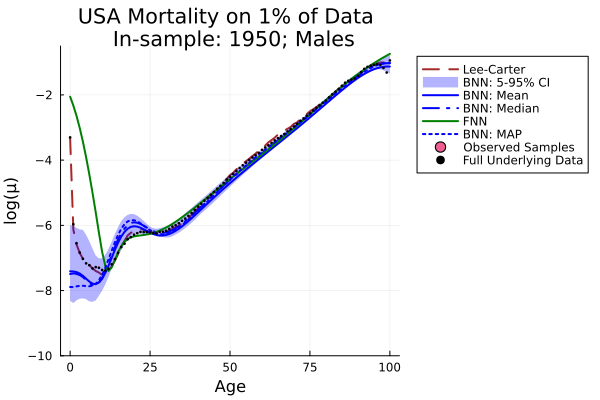 USA Mortality on 1% of Data
In-sample: 1950; Males
log(μ)
−2
−4
−6
−8
−10
0
25
50
75
100
Age
Lee-Carter
BNN: 5-95% CI
BNN: Mean
BNN: Median
FNN
BNN: MAP
Observed Samples
Full Underlying Data